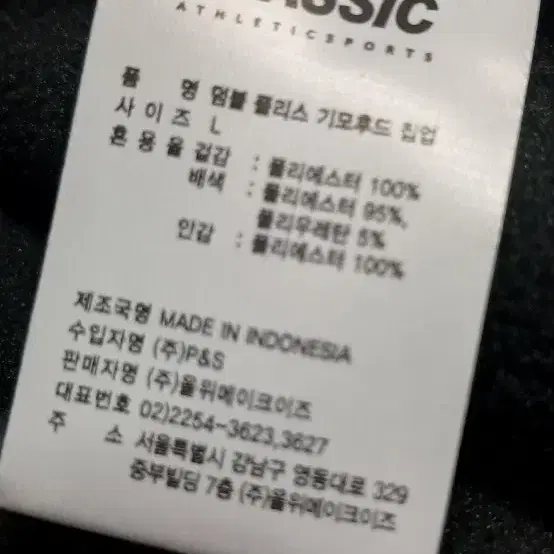 ASSIC
ATHLETICSPORTS
품 명 덤블 플리스 기모후드 집업
사 이 즈 L
혼 용 율 겉감 : 폴리에스터 100%
배색 : 폴리에스터 95%,
폴리우레탄 5%
안감 : 폴리에스터 100%
제조국명 MADE IN INDONESIA
수입자명 (주)P&S
판매자명 (주)올위메이크이즈
대표번호 02)2254-3623,3627
주 소 서울특별시 강남구 영동대로 329
중부빌딩 7층 (주)올위메이크이즈